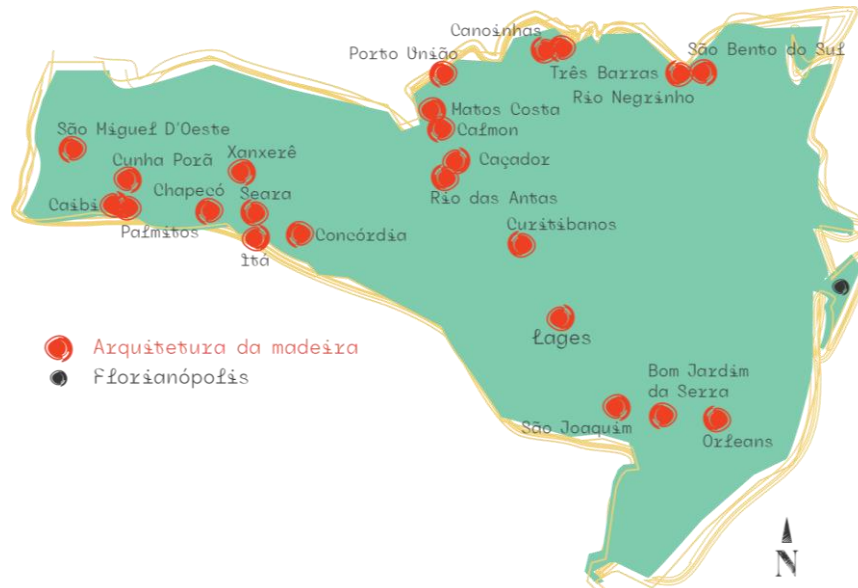 Canoinhas
Porto União
São Bento do Sul
Três Barras
Rio Negrinho
Matos Costa
São Miguel D'Oeste
Calmon
Xanxerê
Cunha Porã
Caçador
Chapecó
Seara
Rio das Antas
Caibi
Curitibanos
Palmitos
Concórdia
Itá
Lages
Arquitetura da madeira
Florianópolis
Bom Jardim
da Serra
São Joaquim
Orleans
N